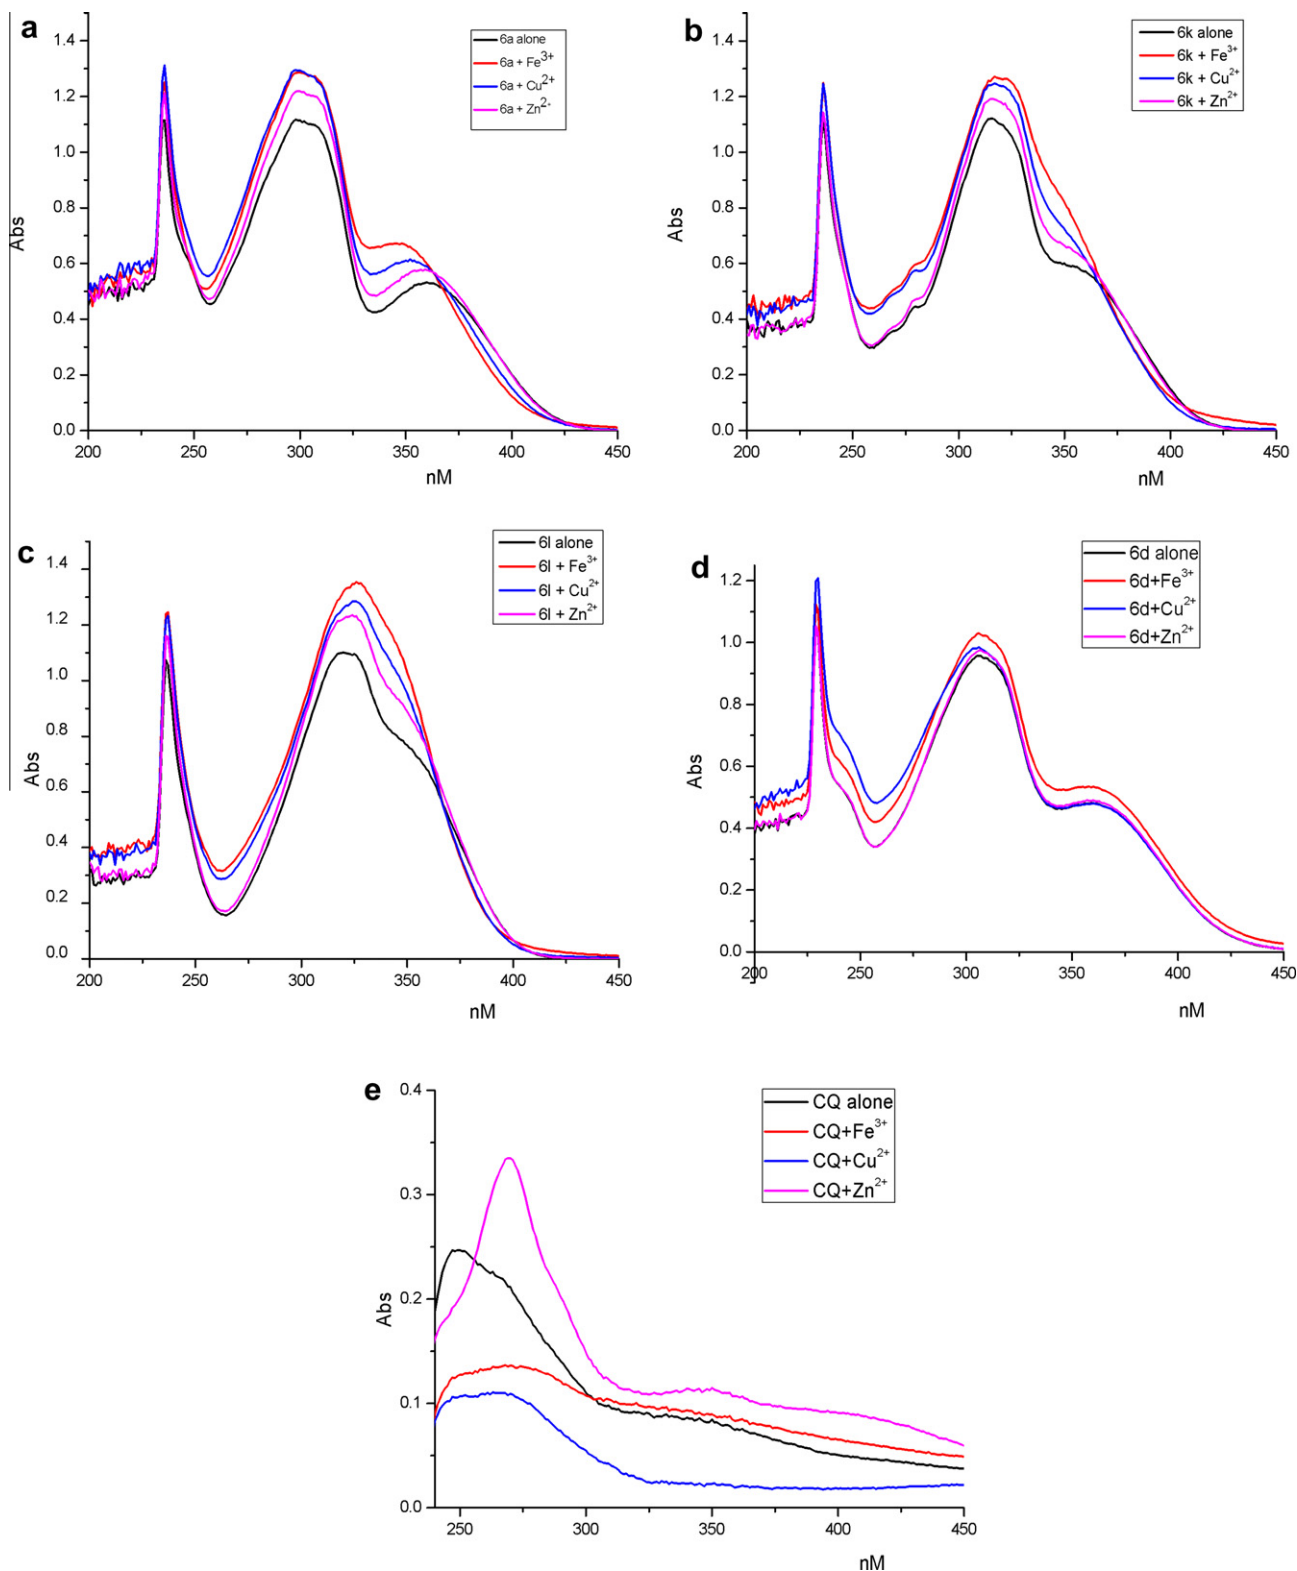 a
6a alone
6a + Fe3+
6a + Cu2+
6a + Zn2-
1.4
1.2
1.0
0.8
0.6
0.4
0.2
0.0
Abs
200 250 300 350 400 450
nM
b
6k alone
6k + Fe3+
6k + Cu2+
6k + Zn2+
1.4
1.2
1.0
0.8
0.6
0.4
0.2
0.0
Abs
200 250 300 350 400 450
nM
c
6l alone
6l + Fe3+
6l + Cu2+
6l + Zn2+
1.4
1.2
1.0
0.8
0.6
0.4
0.2
0.0
Abs
200 250 300 350 400 450
nM
d
6d alone
6d+Fe3+
6d+Cu2+
6d+Zn2+
1.2
1.0
0.8
0.6
0.4
0.2
0.0
Abs
200 250 300 350 400 450
nM
e
CQ alone
CQ+Fe3+
CQ+Cu2+
CQ+Zn2+
0.4
0.3
0.2
0.1
0.0
Abs
250 300 350 400 450
nM